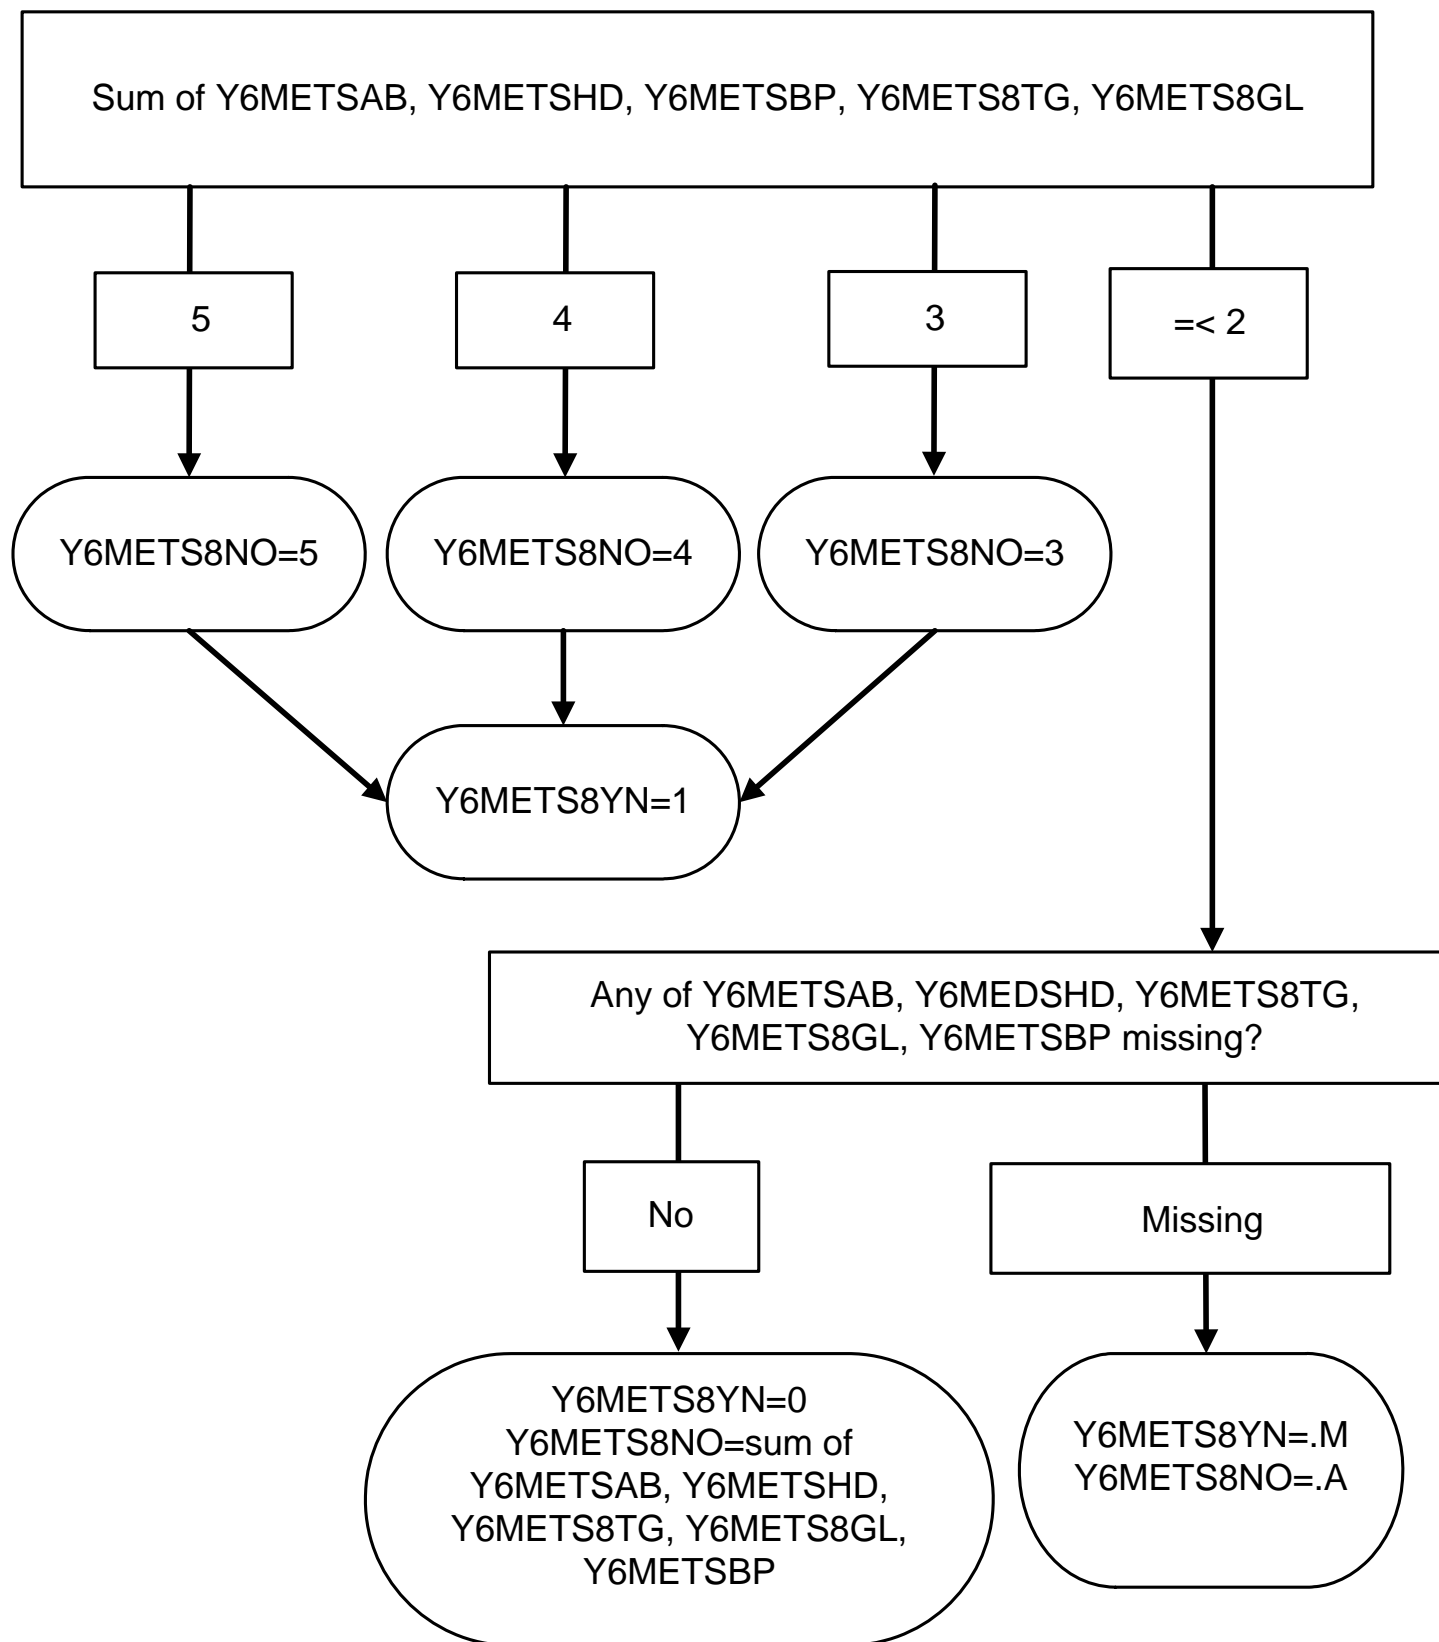 Sum of Y6METSAB, Y6METSHD, Y6METSBP, Y6METS8TG, Y6METS8GL
5
4
3
=< 2
Y6METS8NO=5
Y6METS8NO=4
Y6METS8NO=3
Y6METS8YN=1
Any of Y6METSAB, Y6MEDSHD, Y6METS8TG,
Y6METS8GL, Y6METSBP missing?
No
Missing
Y6METS8YN=0
Y6METS8NO=sum of
Y6METSAB, Y6METSHD,
Y6METS8TG, Y6METS8GL,
Y6METSBP
Y6METS8YN=.M
Y6METS8NO=.A